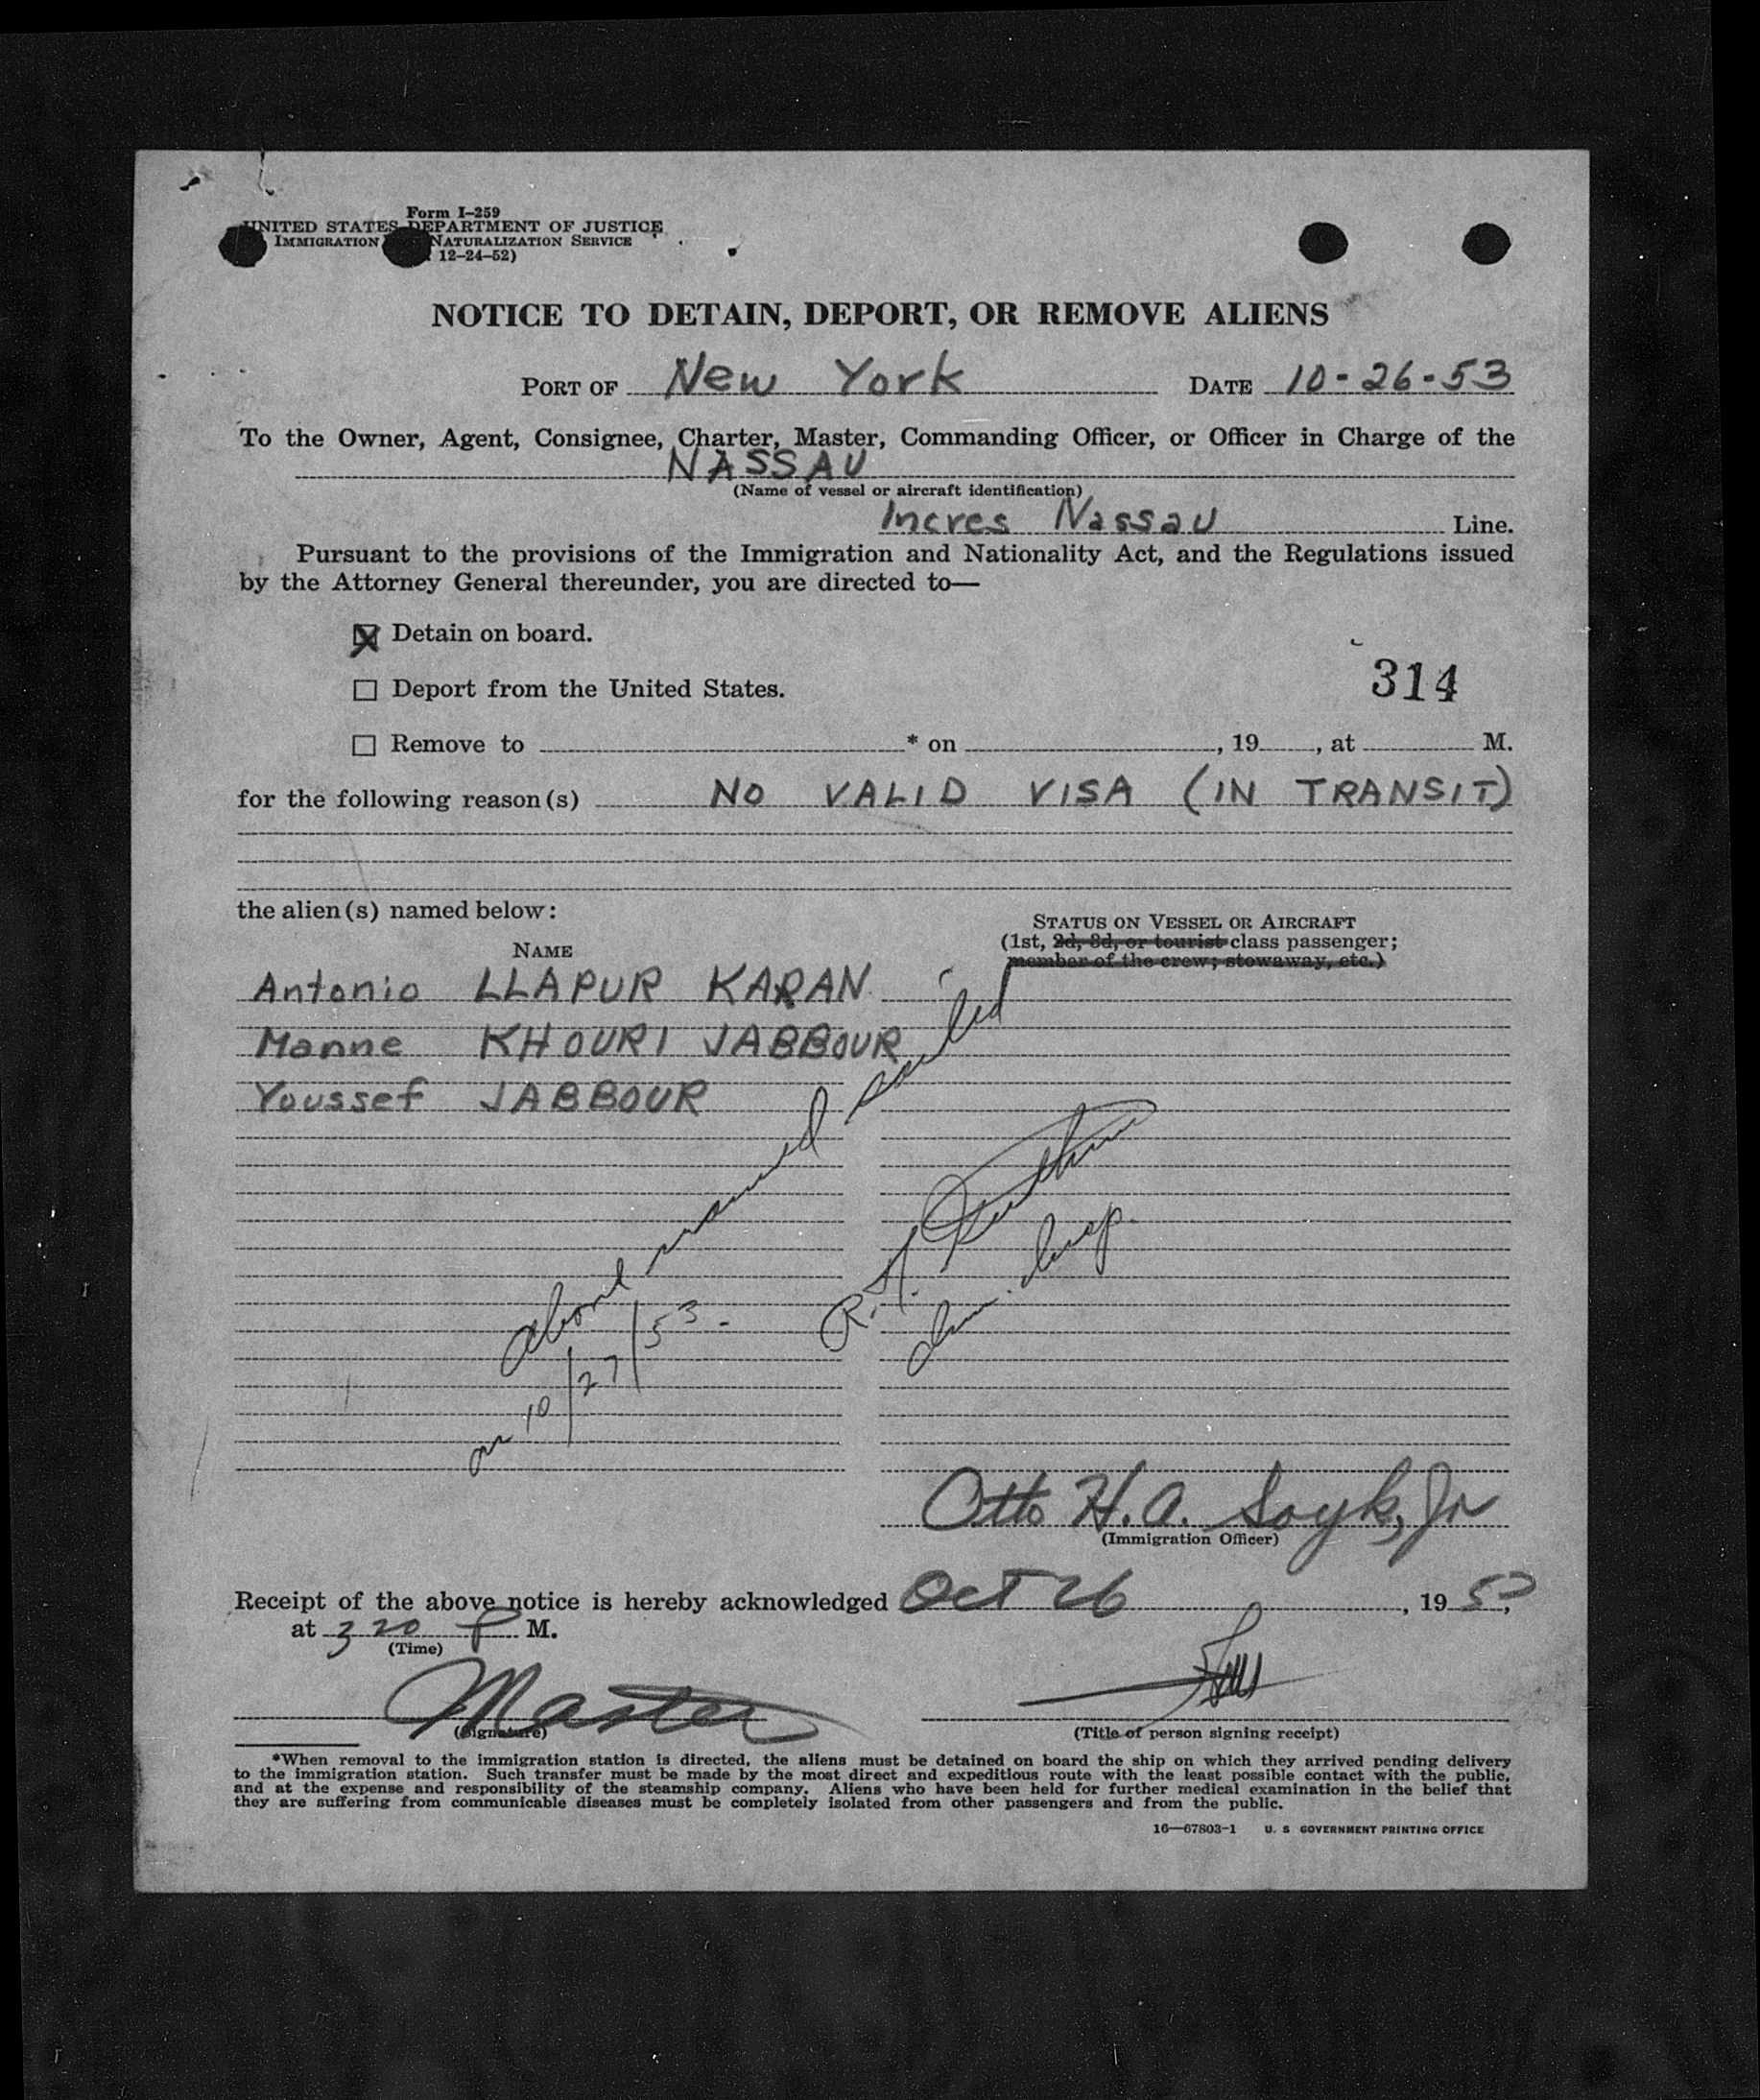 Form I-259
UNITED STATES DEPARTMENT OF JUSTICE
IMMIGRATION NATURALIZATION SERVICE
12-24-52)
NOTICE TO DETAIN, DEPORT, OR REMOVE ALIENS
PORT OF New York DATE 10-26-53
To the Owner, Agent, Consignee, Charter, Master, Commanding Officer, or Officer in Charge of the
NASSAU
(Name of vessel or aircraft identification)
Incres Nassau Line.
Pursuant to the provisions of the Immigration and Nationality Act, and the Regulations issued
by the Attorney General thereunder, you are directed to—
☒ Detain on board.
314
☐ Deport from the United States.
☐ Remove to * on , 19 , at M.
for the following reason(s) NO VALID VISA (IN TRANSIT)
the alien(s) named below:
STATUS ON VESSEL OR AIRCRAFT
(1st, 2d, 3d, or tourist class passenger;
member of the crew; stowaway, etc.)
NAME
Antonio LLAPUR KARAN
Manne KHOURI JABBOUR
Youssef JABBOUR
above named sailed
on 10/27/53 -
R. H.
Imm. Insp.
Otto H. A. Soyk, Jr
(Immigration Officer)
Receipt of the above notice is hereby acknowledged Oct 26, 1953,
at 3 20 P M.
(Time)
Master
(Signature)
(Title of person signing receipt)
*When removal to the immigration station is directed, the aliens must be detained on board the ship on which they arrived pending delivery
to the immigration station. Such transfer must be made by the most direct and expeditious route with the least possible contact with the public,
and at the expense and responsibility of the steamship company. Aliens who have been held for further medical examination in the belief that
they are suffering from communicable diseases must be completely isolated from other passengers and from the public.
16—67803-1 U. S GOVERNMENT PRINTING OFFICE